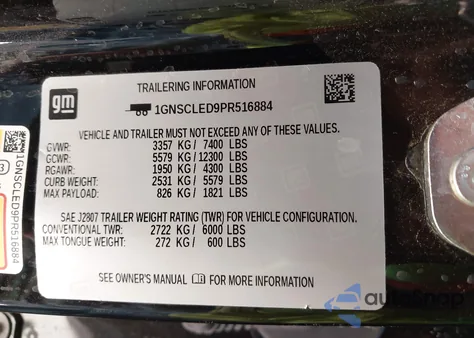 gm
TRAILERING INFORMATION
1GNSCLED9PR516884
VEHICLE AND TRAILER MUST NOT EXCEED ANY OF THESE VALUES.
GVWR: 3357 KG/ 7400 LBS
GCWR: 5579 KG/ 12300 LBS
RGAWR: 1950 KG/ 4300 LBS
CURB WEIGHT: 2531 KG/ 5579 LBS
MAX PAYLOAD: 826 KG/ 1821 LBS
SAE J2807 TRAILER WEIGHT RATING (TWR) FOR VEHICLE CONFIGURATION.
CONVENTIONAL TWR: 2722 KG/ 6000 LBS
MAX TONGUE WEIGHT: 272 KG/ 600 LBS
SEE OWNER'S MANUAL FOR MORE INFORMATION
1GNSCLED9PR516884
autoSnap